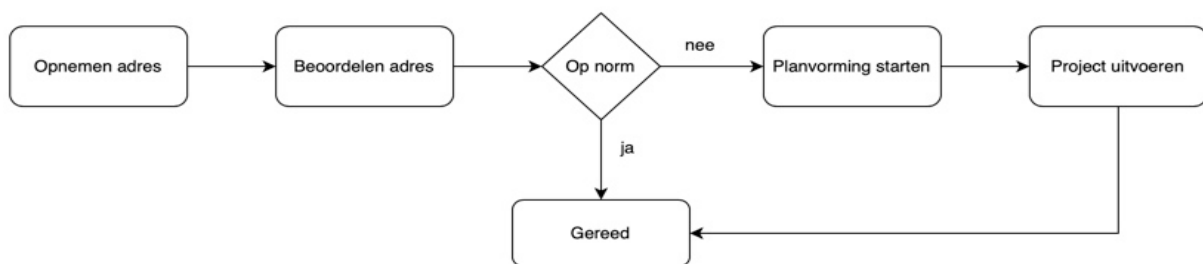 Opnemen adres
Beoordelen adres
Op norm
nee
Planvorming starten
Project uitvoeren
ja
Gereed